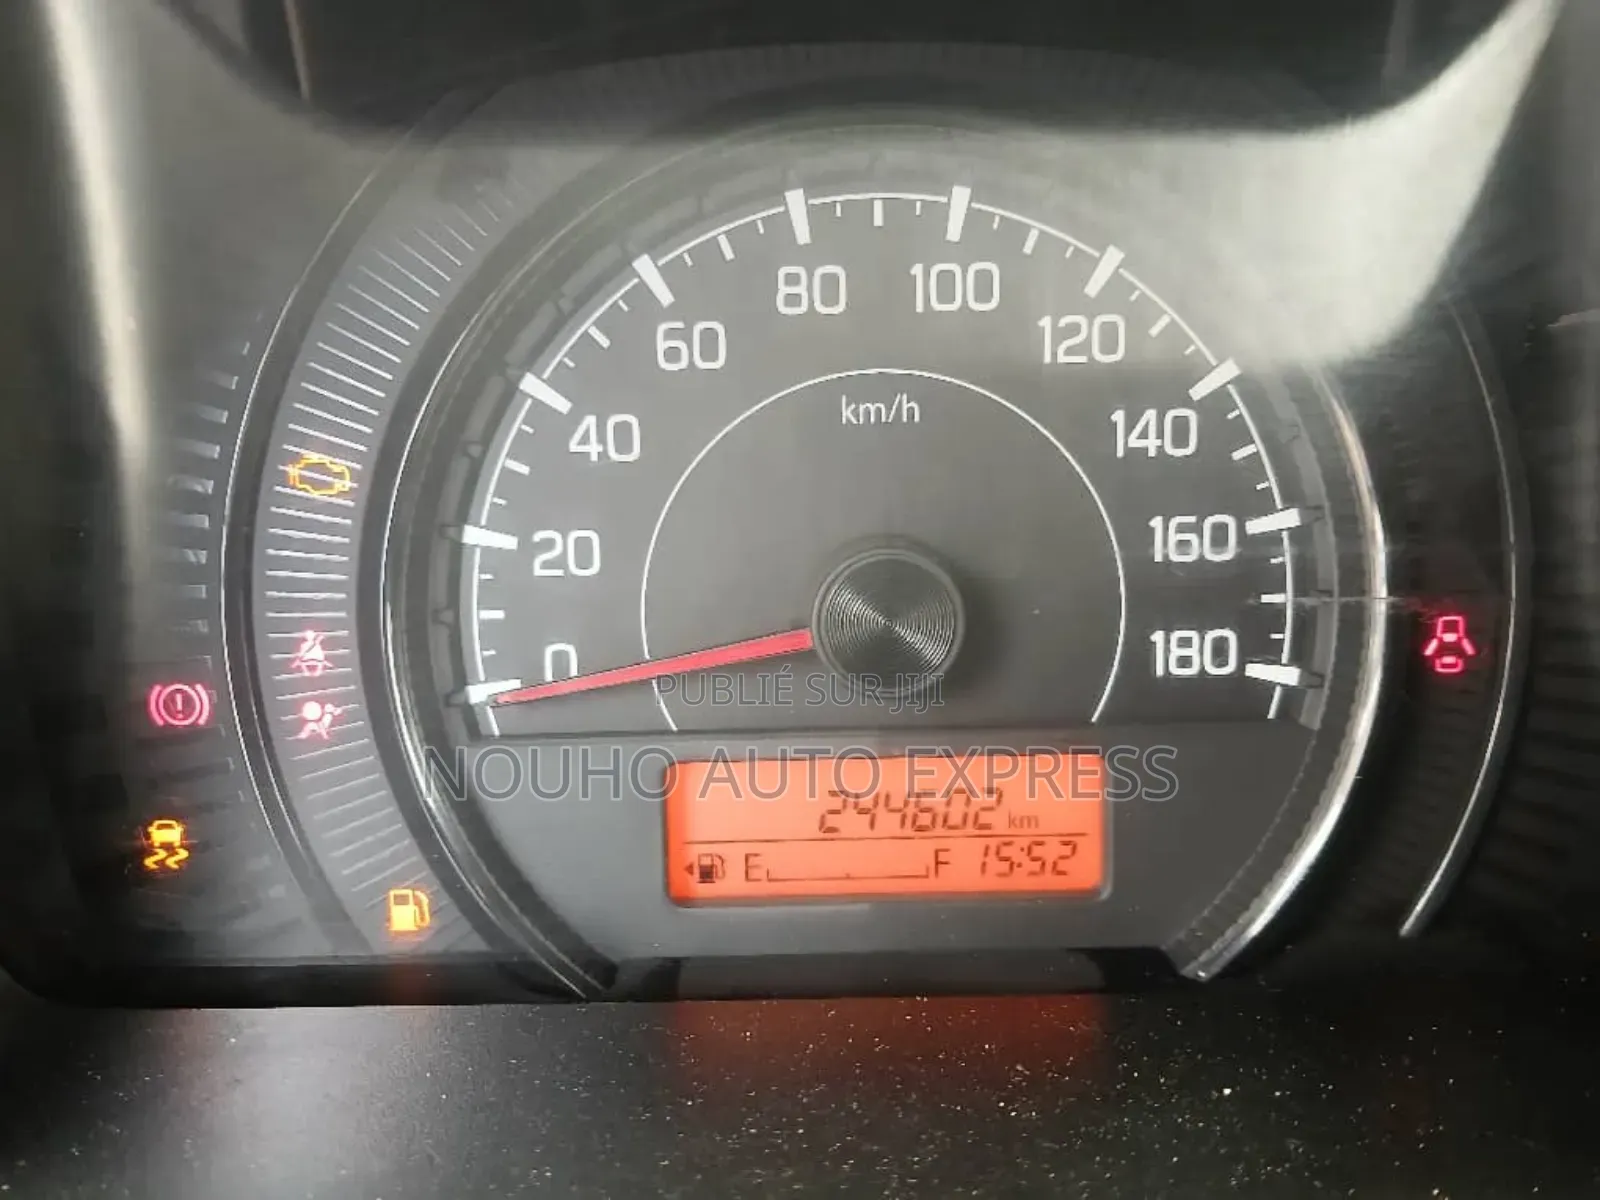 80 100
60 120
km/h
40 140
20 160
0 180
PUBLIÉ SUR JIJI
NOUHO AUTO EXPRESS
244602 km
E F 15:52